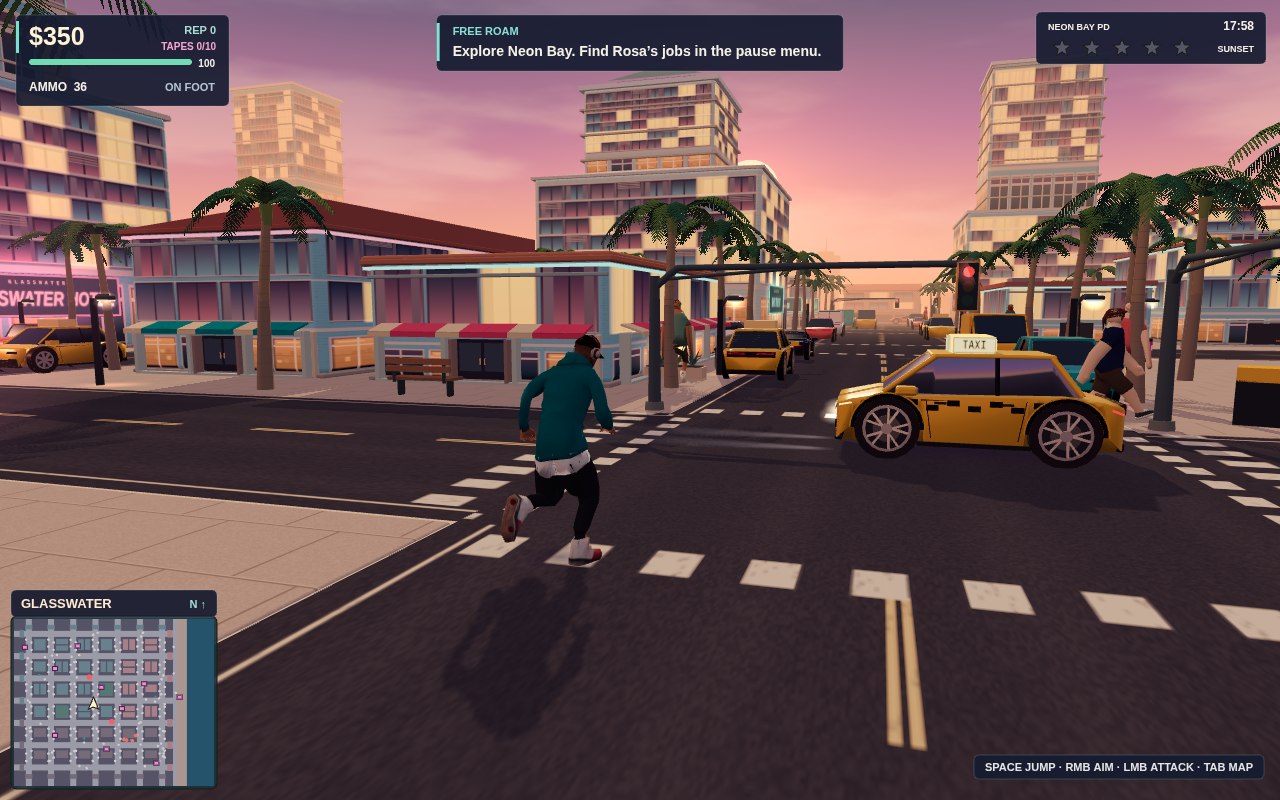 $350
REP 0
TAPES 0/10
100
AMMO 36
ON FOOT
FREE ROAM
Explore Neon Bay. Find Rosa's jobs in the pause menu.
NEON BAY PD
17:58
SUNSET
GLASSWATER
TAXI
GLASSWATER
N ↑
SPACE JUMP · RMB AIM · LMB ATTACK · TAB MAP